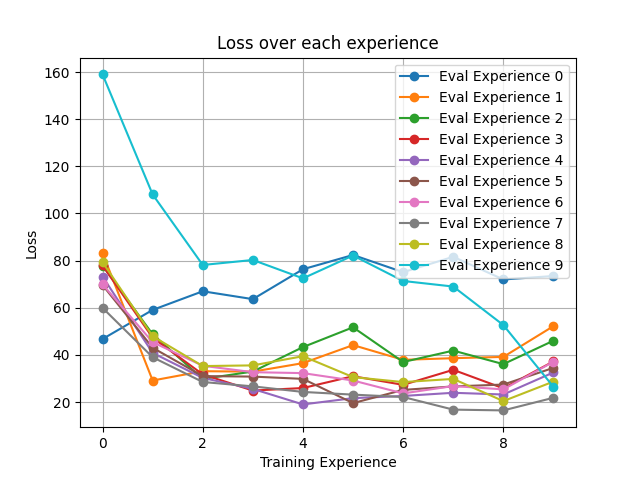 Loss over each experience
160
140
120
100
80
60
40
20
Loss
0
2
4
6
8
Training Experience
Eval Experience 0
Eval Experience 1
Eval Experience 2
Eval Experience 3
Eval Experience 4
Eval Experience 5
Eval Experience 6
Eval Experience 7
Eval Experience 8
Eval Experience 9